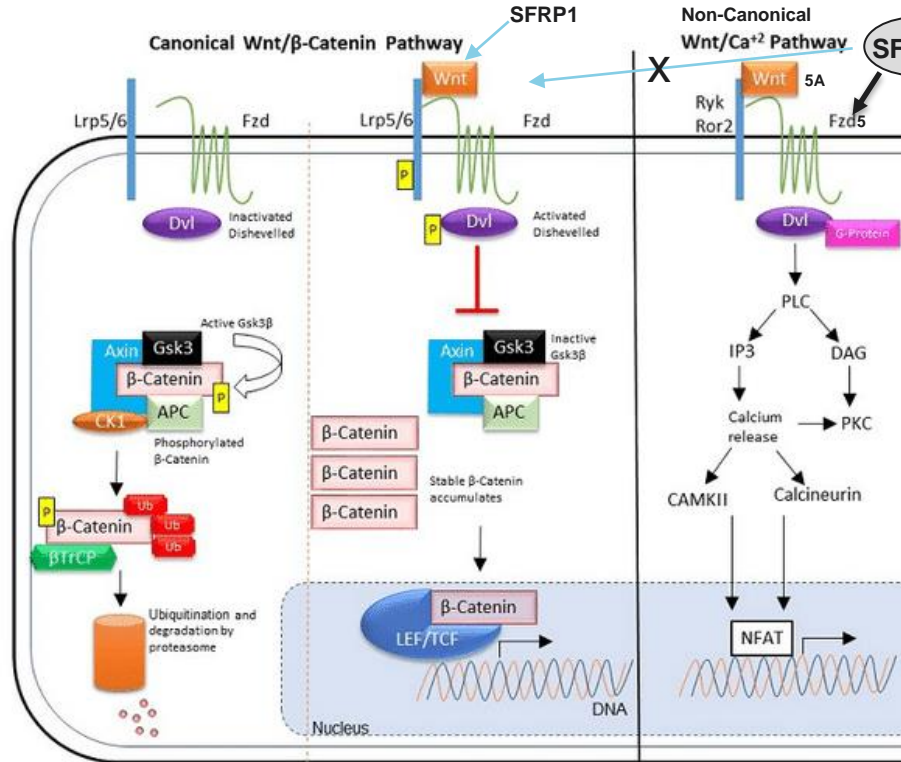 SFRP1
Canonical Wnt/β-Catenin Pathway
Non-Canonical
Wnt/Ca+2 Pathway
SF
X
Lrp5/6
Fzd
Dvl
Inactivated
Dishevelled
Active Gsk3β
Axin
Gsk3
β-Catenin
P
APC
CK1
Phosphorylated
β-Catenin
P
β-Catenin
Ub
Ub
Ub
βTrCP
Ubiquitination and
degradation by
proteasome
Wnt
Lrp5/6
Fzd
P
P
Dvl
Activated
Dishevelled
Axin
Gsk3
Inactive
Gsk3β
β-Catenin
APC
β-Catenin
β-Catenin
β-Catenin
Stable β-Catenin
accumulates
β-Catenin
LEF/TCF
DNA
Nucleus
Wnt
5A
Ryk
Ror2
Fzd5
Dvl
G-Protein
PLC
IP3
DAG
Calcium
release
PKC
CAMKII
Calcineurin
NFAT